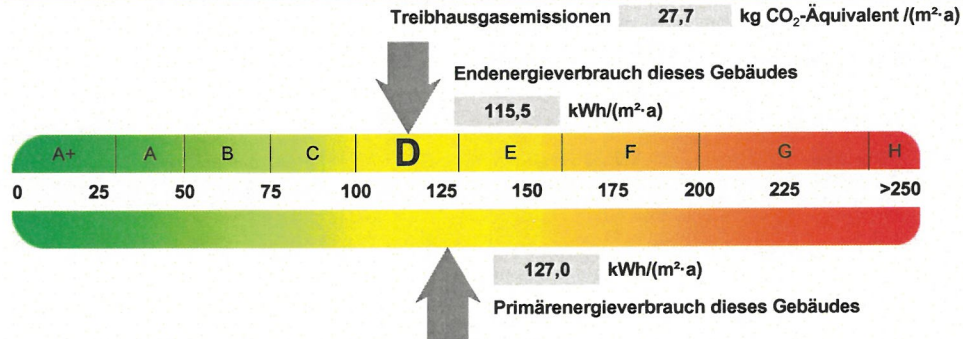 Treibhausgasemissionen 27,7 kg CO₂-Äquivalent /(m²·a)
Endenergieverbrauch dieses Gebäudes
115,5 kWh/(m²·a)
A+ A B C D E F G H
0 25 50 75 100 125 150 175 200 225 >250
127,0 kWh/(m²·a)
Primärenergieverbrauch dieses Gebäudes